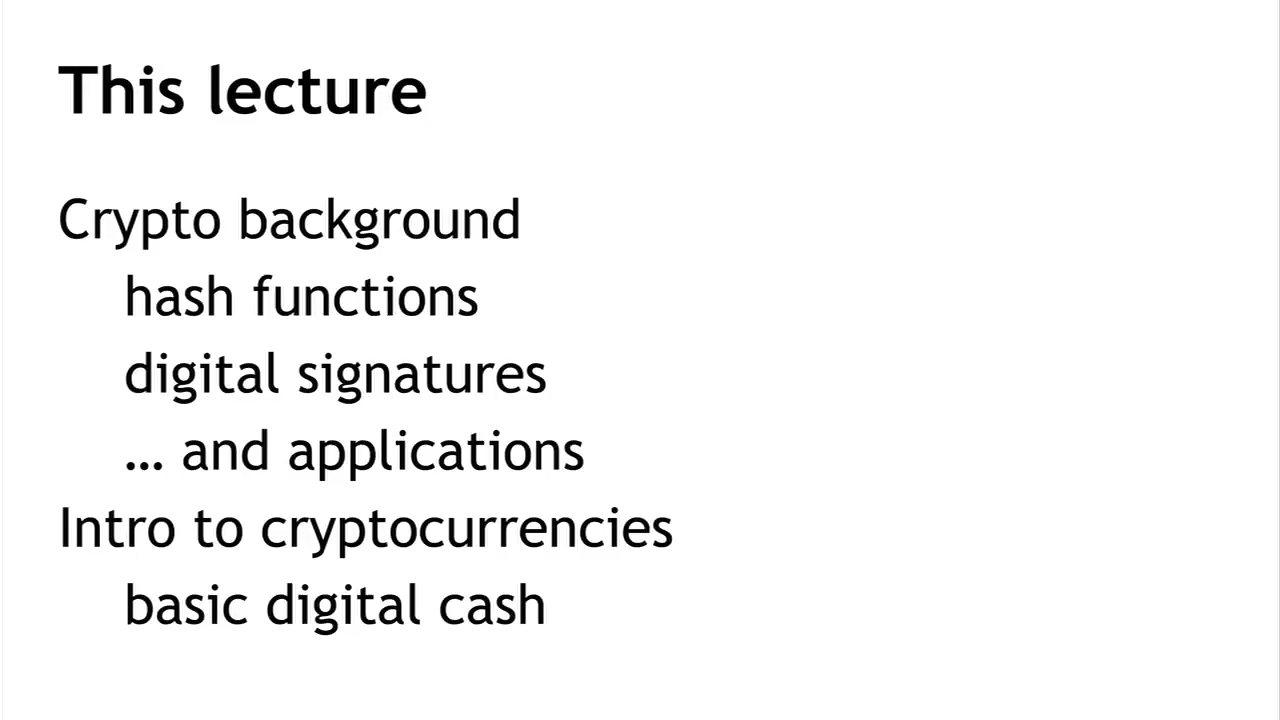 This lecture
Crypto background
hash functions
digital signatures
… and applications
Intro to cryptocurrencies
basic digital cash